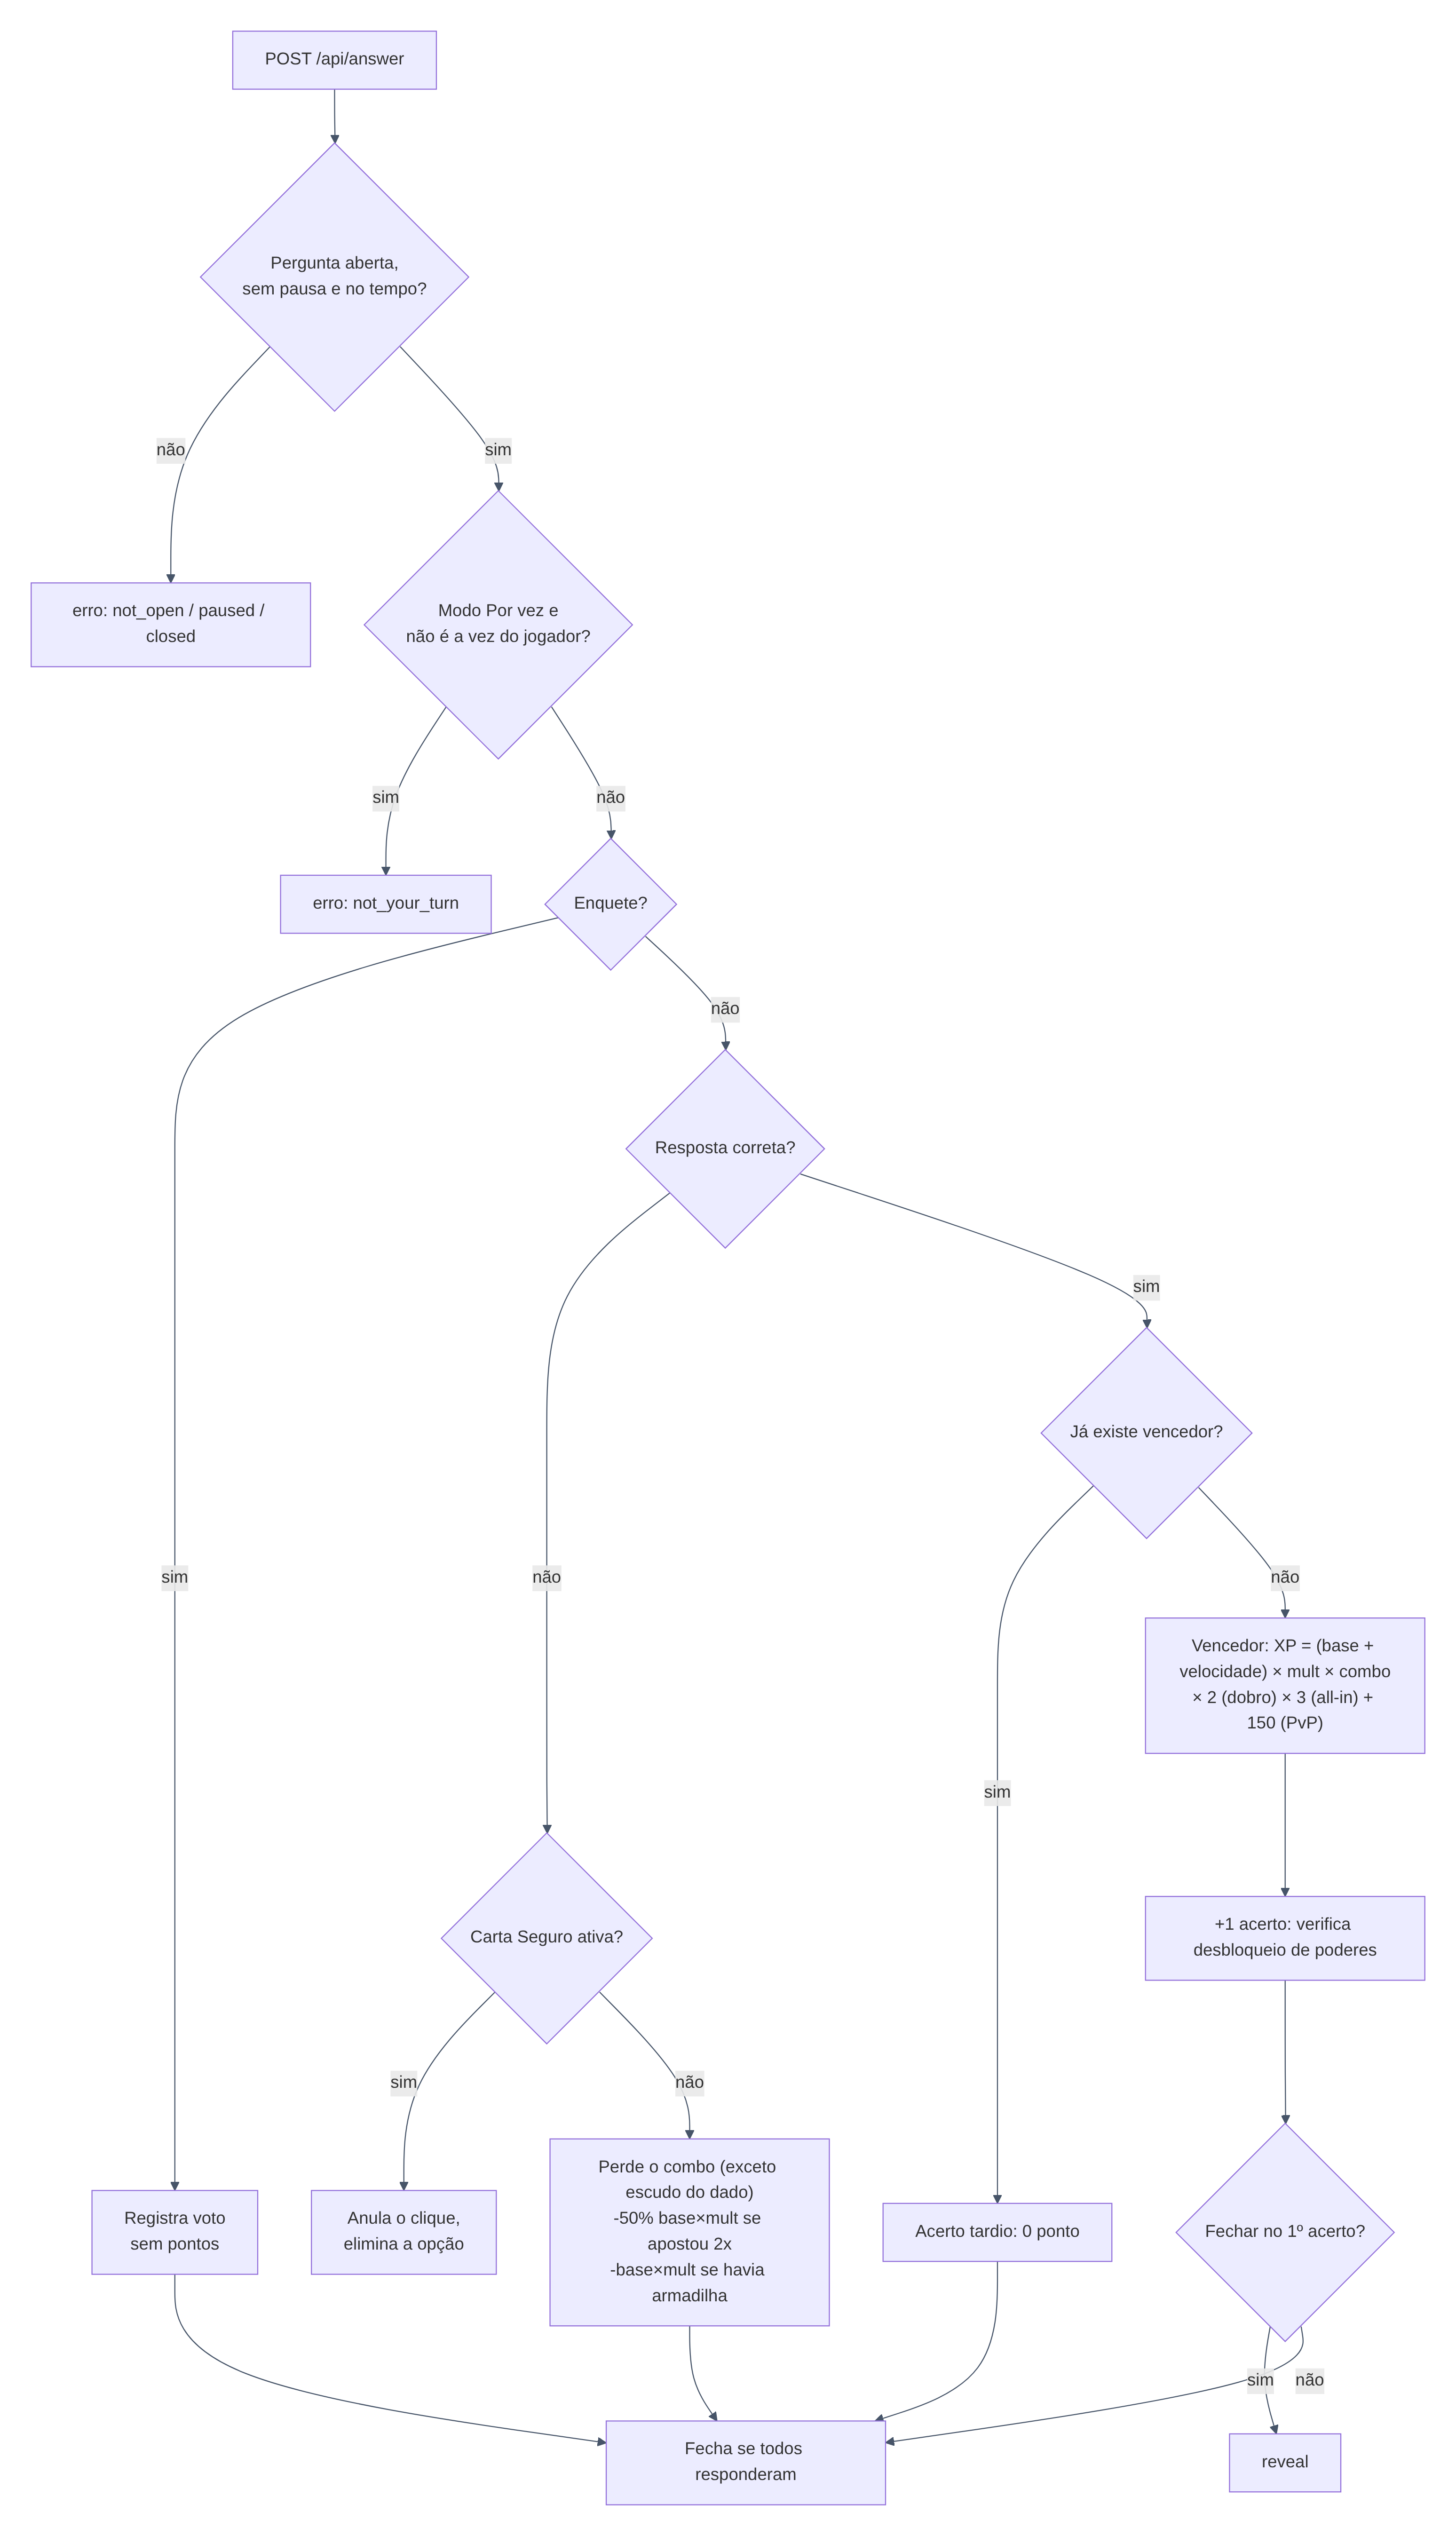 POST /api/answer
Pergunta aberta,
sem pausa e no tempo?
não
sim
erro: not_open / paused /
closed
Modo Por vez e
não é a vez do jogador?
sim
não
erro: not_your_turn
Enquete?
não
Resposta correta?
sim
Já existe vencedor?
sim
não
não
Vencedor: XP = (base +
velocidade) × mult × combo
× 2 (dobro) × 3 (all-in) +
150 (PvP)
sim
+1 acerto: verifica
desbloqueio de poderes
Carta Seguro ativa?
sim
não
Registra voto
sem pontos
Anula o clique,
elimina a opção
Perde o combo (exceto
escudo do dado)
-50% base×mult se
apostou 2x
-base×mult se havia
armadilha
Acerto tardio: 0 ponto
Fechar no 1º acerto?
sim
não
Fecha se todos
responderam
reveal